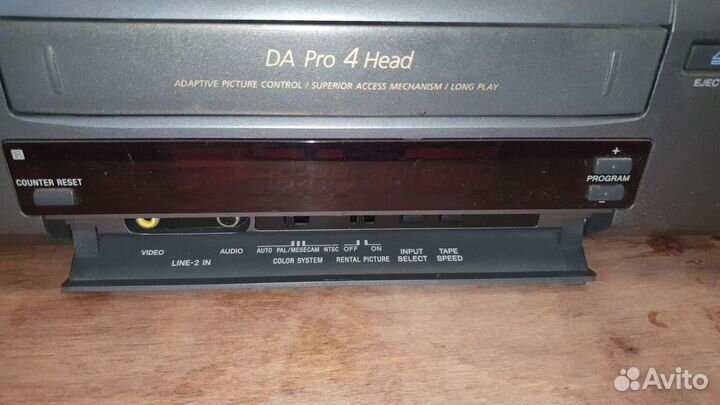 DA Pro 4 Head
ADAPTIVE PICTURE CONTROL / SUPERIOR ACCESS MECHANISM / LONG PLAY
EJEC
COUNTER RESET
+
PROGRAM
-
VIDEO
AUDIO
LINE-2 IN
AUTO PAL/MESECAM NTSC
COLOR SYSTEM
OFF ON
RENTAL PICTURE
INPUT
SELECT
TAPE
SPEED
Avito